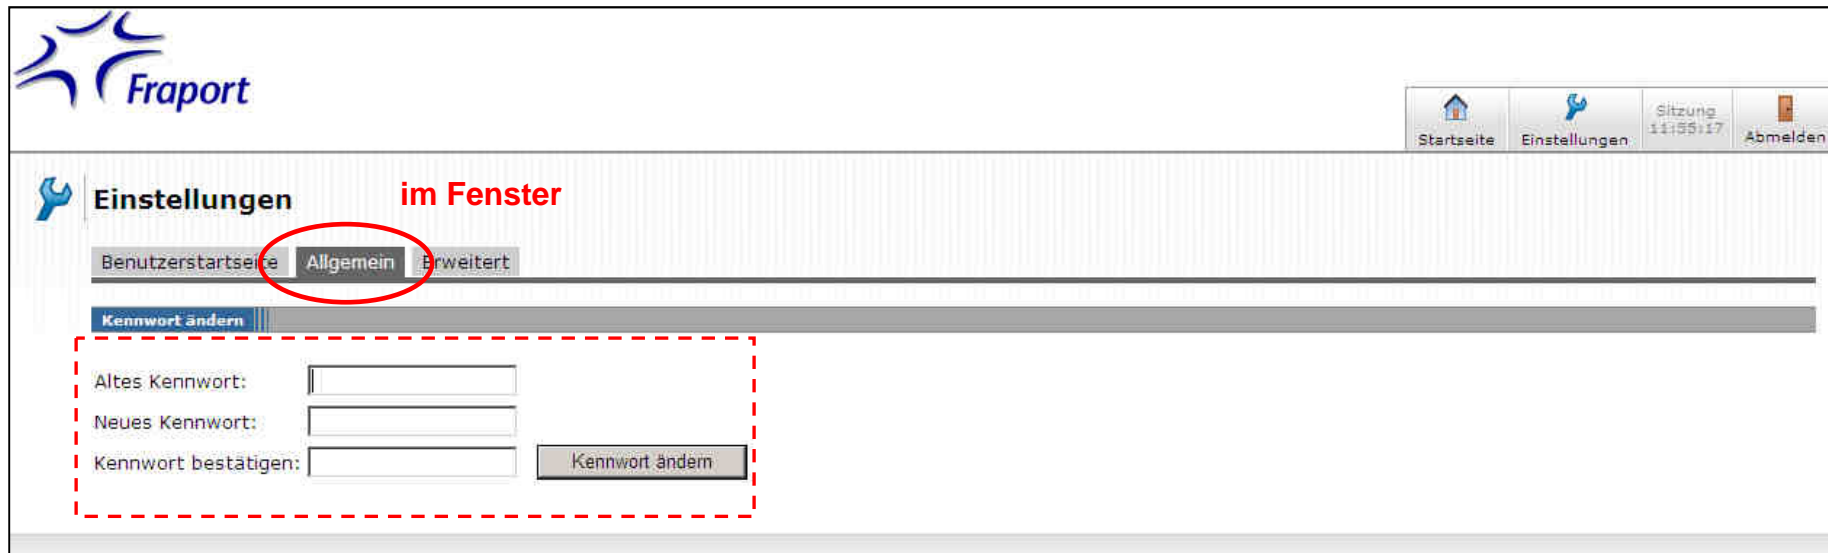 Fraport
Startseite
Einstellungen
Sitzung
11:55:17
Abmelden
Einstellungen
im Fenster
Benutzerstartseite
Allgemein
Erweitert
Kennwort ändern
Altes Kennwort:
Neues Kennwort:
Kennwort bestätigen:
Kennwort ändern